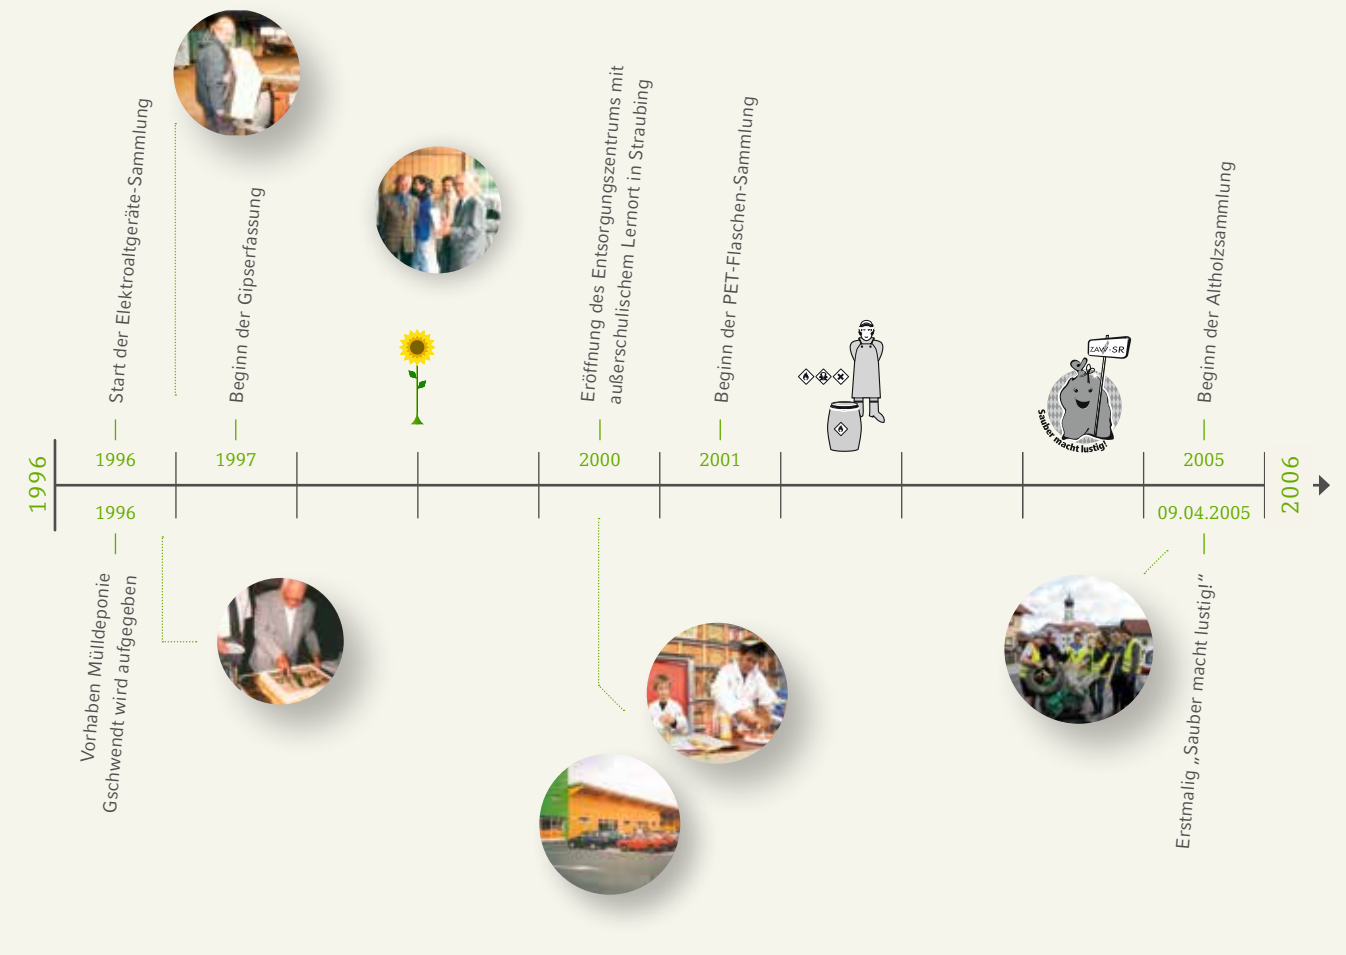 Start der Elektroaltgeräte-Sammlung
Beginn der Gipserfassung
Eröffnung des Entsorgungszentrums mit
außerschulischem Lernort in Straubing
Beginn der PET-Flaschen-Sammlung
ZAW-SR
Sauber macht lustig!
Beginn der Altholzsammlung
1996
1996
1997
2000
2001
2005
2006
1996
09.04.2005
Vorhaben Mülldeponie
Gschwendt wird aufgegeben
Erstmalig „Sauber macht lustig!“